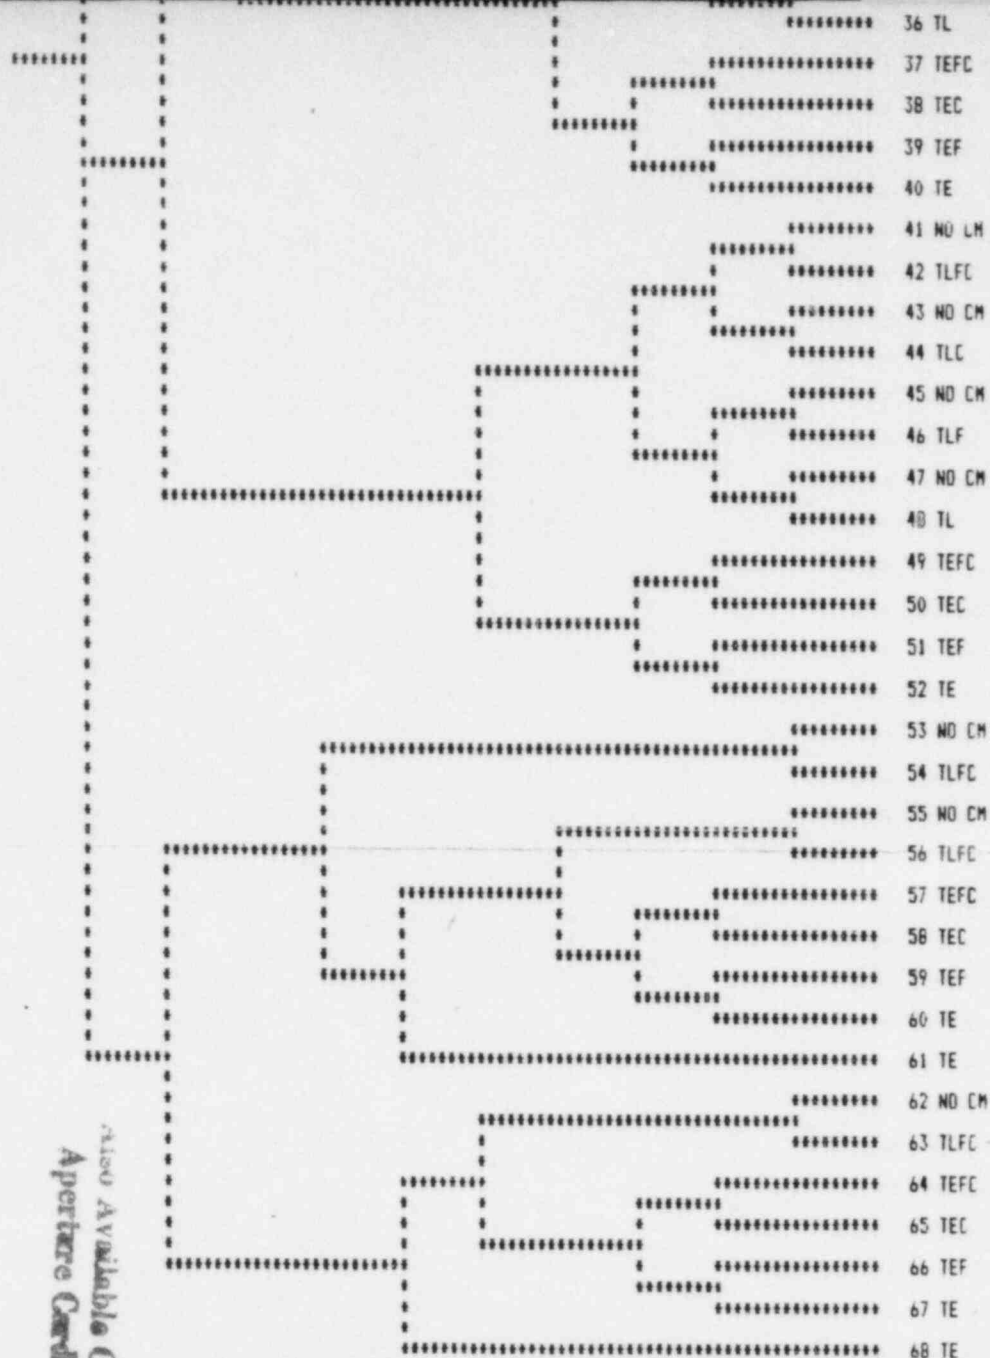 36 TL
37 TEFC
38 TEC
39 TEF
40 TE
41 NO LM
42 TLFC
43 NO CM
44 TLC
45 NO CM
46 TLF
47 NO CM
48 TL
49 TEFC
50 TEC
51 TEF
52 TE
53 NO CM
54 TLFC
55 NO CM
56 TLFC
57 TEFC
58 TEC
59 TEF
60 TE
61 TE
62 NO CM
63 TLFC
64 TEFC
65 TEC
66 TEF
67 TE
68 TE
Also Available
Aperture Card